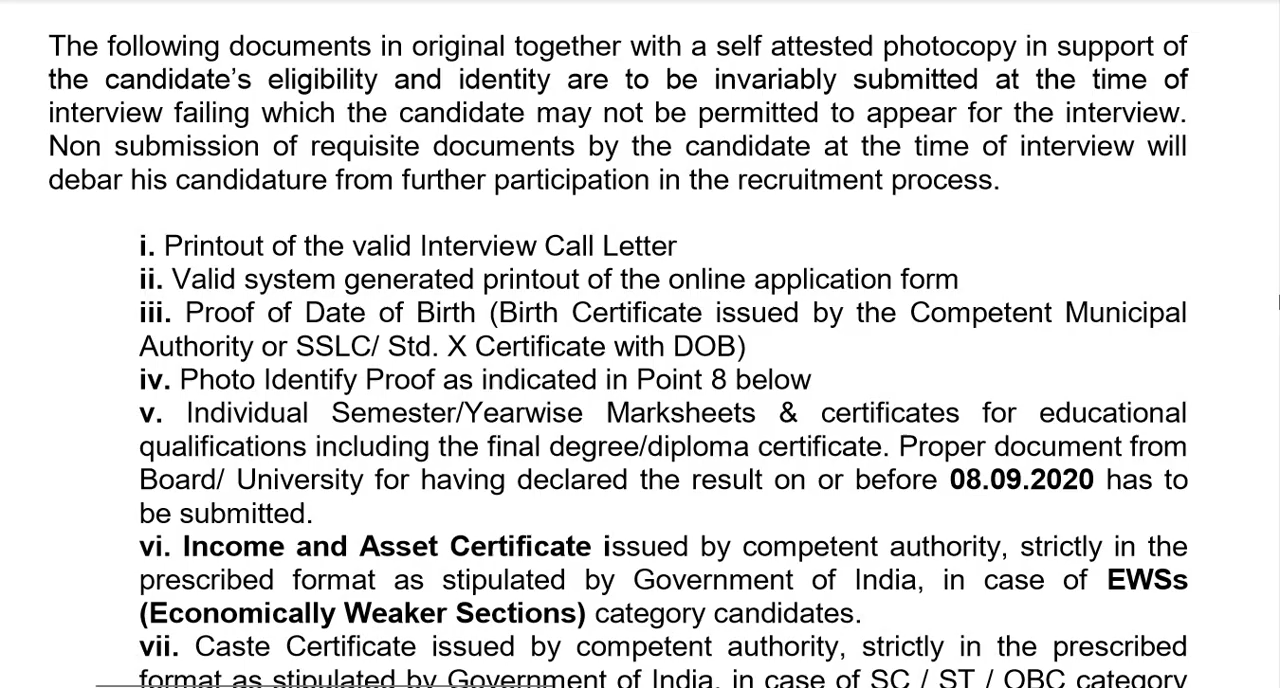 The following documents in original together with a self attested photocopy in support of
the candidate’s eligibility and identity are to be invariably submitted at the time of
interview failing which the candidate may not be permitted to appear for the interview.
Non submission of requisite documents by the candidate at the time of interview will
debar his candidature from further participation in the recruitment process.
i. Printout of the valid Interview Call Letter
ii. Valid system generated printout of the online application form
iii. Proof of Date of Birth (Birth Certificate issued by the Competent Municipal
Authority or SSLC/ Std. X Certificate with DOB)
iv. Photo Identify Proof as indicated in Point 8 below
v. Individual Semester/Yearwise Marksheets & certificates for educational
qualifications including the final degree/diploma certificate. Proper document from
Board/ University for having declared the result on or before 08.09.2020 has to
be submitted.
vi. Income and Asset Certificate issued by competent authority, strictly in the
prescribed format as stipulated by Government of India, in case of EWSs
(Economically Weaker Sections) category candidates.
vii. Caste Certificate issued by competent authority, strictly in the prescribed
format as stipulated by Government of India, in case of SC / ST / OBC category